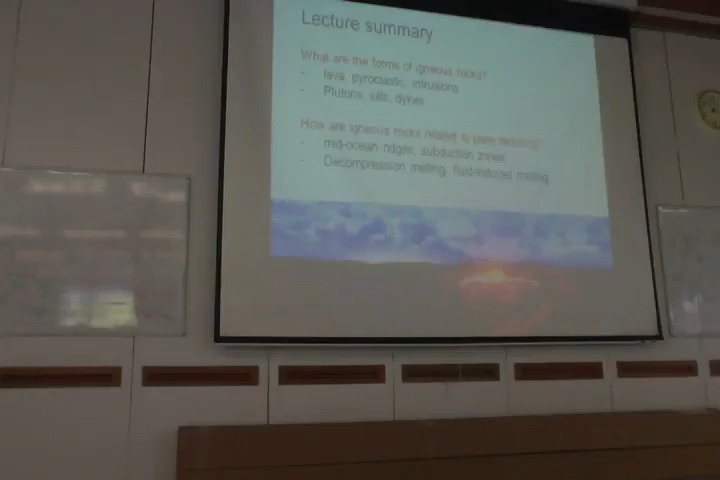 Lecture summary
What are the forms of igneous rocks?
- lava, pyroclastic, intrusions
- Plutons, sills, dykes
How are igneous rocks related to plate tectonics?
- mid-ocean ridges, subduction zones
- Decompression melting, fluid-induced melting